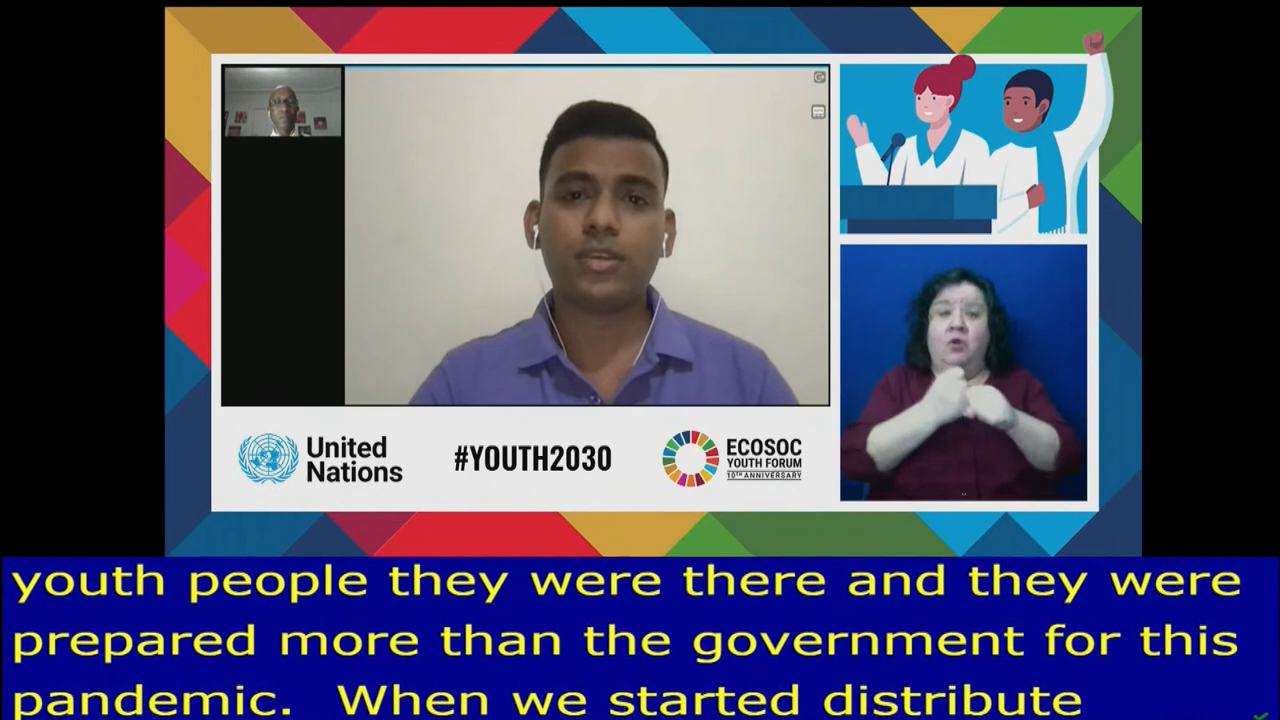 United
Nations
#YOUTH2030
ECOSOC
YOUTH FORUM
10TH ANNIVERSARY
youth people they were there and they were
prepared more than the government for this
pandemic. When we started distribute